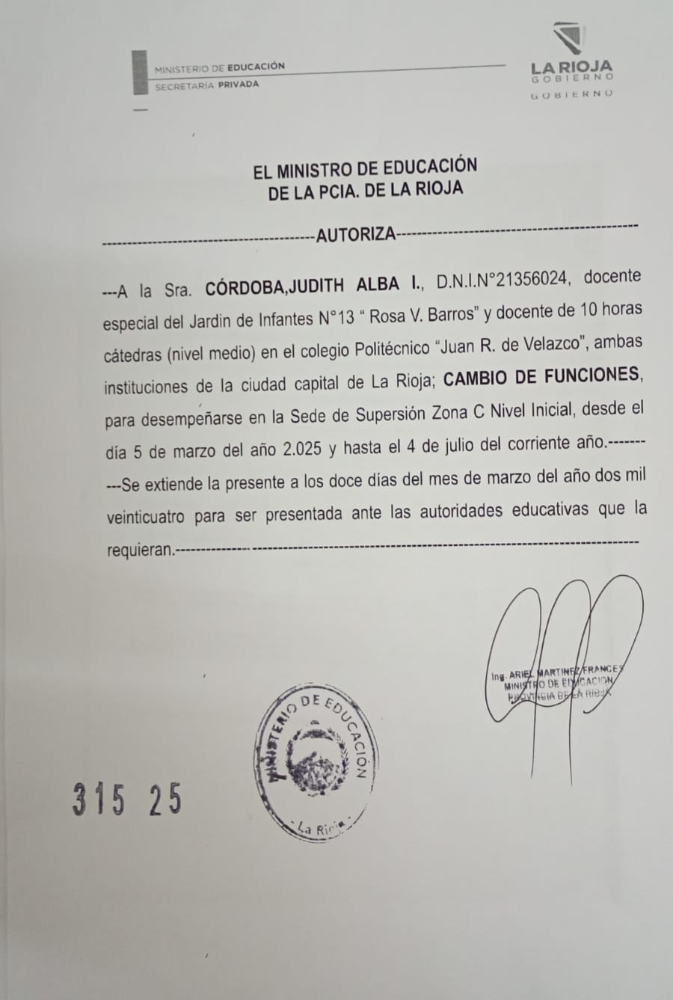 MINISTERIO DE EDUCACIÓN
SECRETARÍA PRIVADA
LA RIOJA
GOBIERNO
GOBIERNO
EL MINISTRO DE EDUCACIÓN
DE LA PCIA. DE LA RIOJA
------------------------------------------AUTORIZA------------------------------------------------
---A la Sra. CÓRDOBA,JUDITH ALBA I., D.N.I.N°21356024, docente
especial del Jardin de Infantes N°13 “ Rosa V. Barros” y docente de 10 horas
cátedras (nivel medio) en el colegio Politécnico “Juan R. de Velazco”, ambas
instituciones de la ciudad capital de La Rioja; CAMBIO DE FUNCIONES,
para desempeñarse en la Sede de Supersión Zona C Nivel Inicial, desde el
día 5 de marzo del año 2.025 y hasta el 4 de julio del corriente año.-------
---Se extiende la presente a los doce días del mes de marzo del año dos mil
veinticuatro para ser presentada ante las autoridades educativas que la
requieran.--------------------------------------------------------------------------------------------
Ing. ARIEL MARTINEZ FRANCES
MINISTRO DE EDUCACION
PROVINCIA DE LA RIOJA
MINISTERIO DE EDUCACIÓN
- La Rioja -
315 25